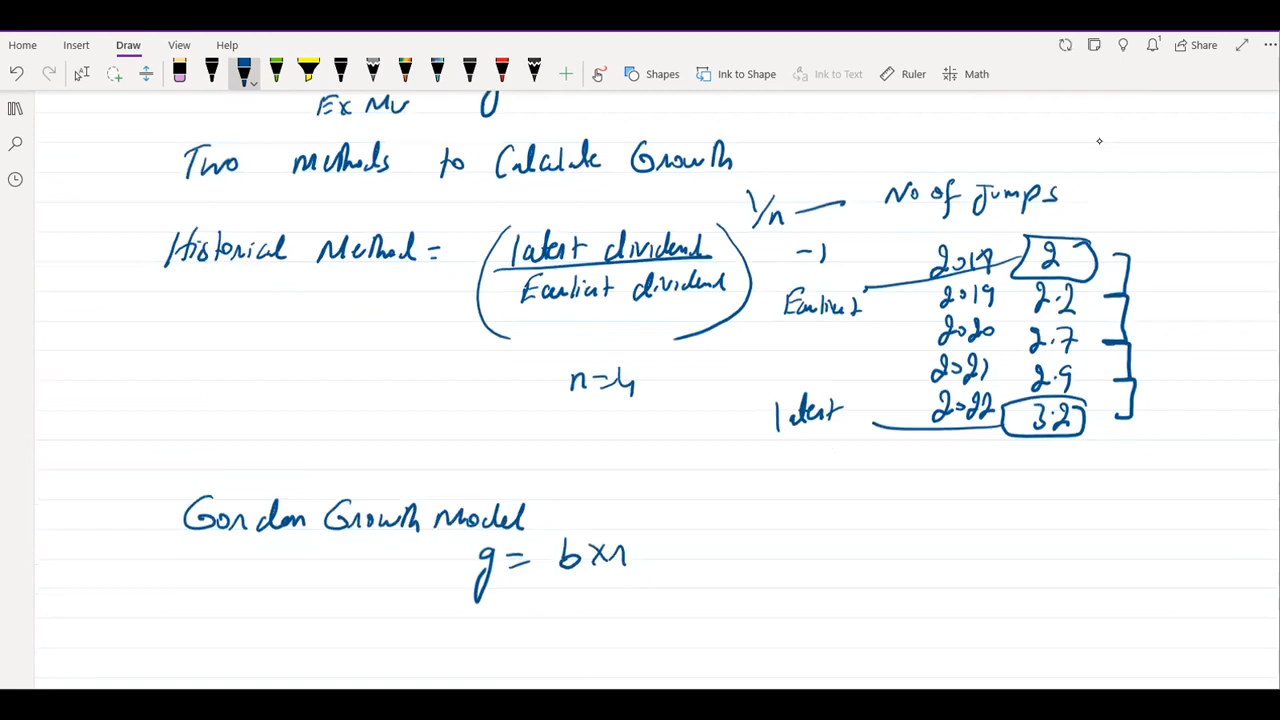 Home Insert Draw View Help
Share
Shapes Ink to Shape Ink to Text Ruler Math
Ex Mv g
Two methods to Calculate Growth
1/n No of Jumps
Historical Method = (latest dividend / Earliest dividend) -1
Earliest
2018 2
2019 2.2
2020 2.7
2021 2.9
latest 2022 3.2
n=4
Gordon Growth Model
g= b×r